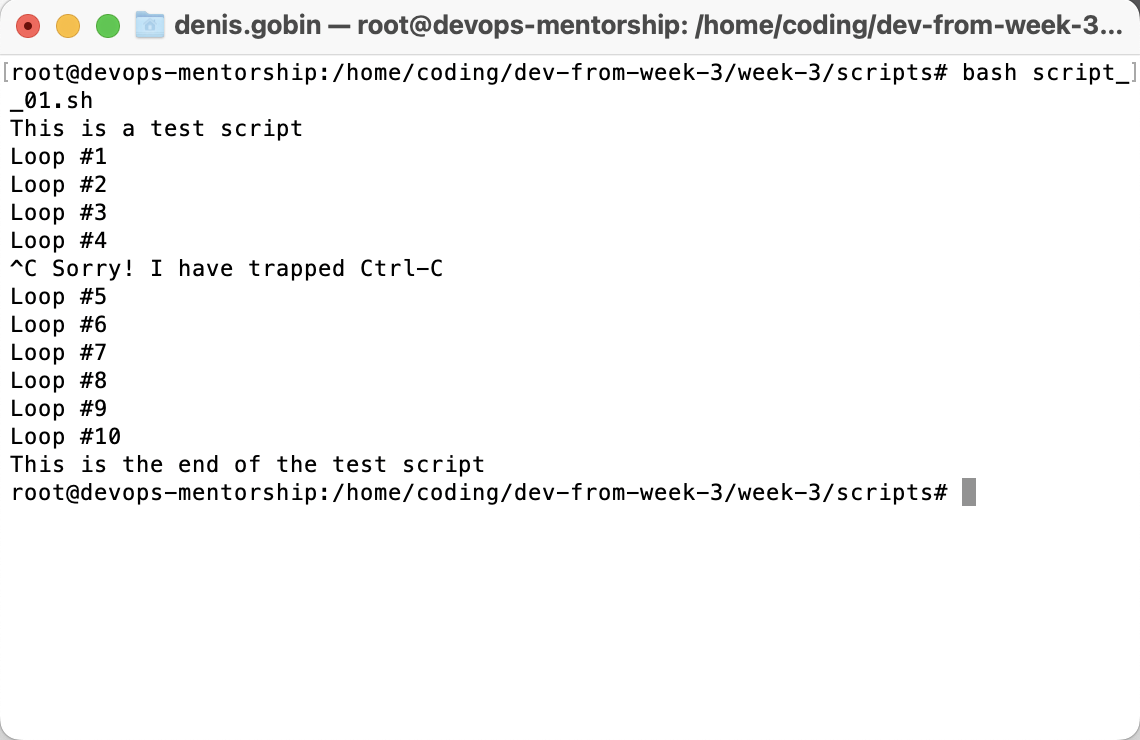 denis.gobin — root@devops-mentorship: /home/coding/dev-from-week-3...
[root@devops-mentorship:/home/coding/dev-from-week-3/week-3/scripts# bash script_]
_01.sh
This is a test script
Loop #1
Loop #2
Loop #3
Loop #4
^C Sorry! I have trapped Ctrl-C
Loop #5
Loop #6
Loop #7
Loop #8
Loop #9
Loop #10
This is the end of the test script
root@devops-mentorship:/home/coding/dev-from-week-3/week-3/scripts#